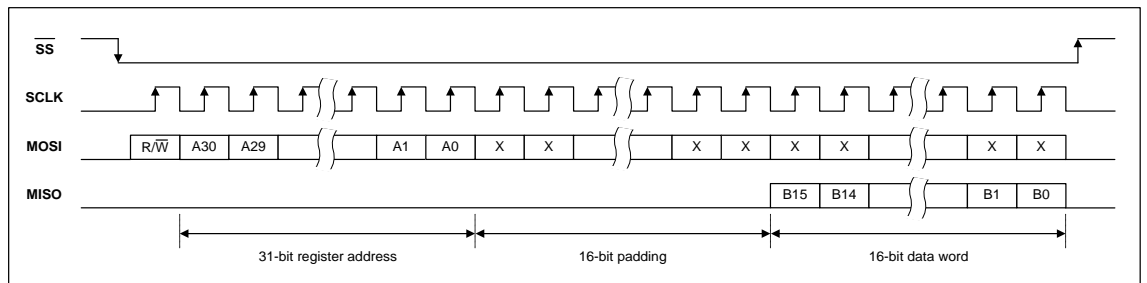 SS
SCLK
MOSI R/W A30 A29 A1 A0 X X X X X X X X
MISO B15 B14 B1 B0
31-bit register address 16-bit padding 16-bit data word